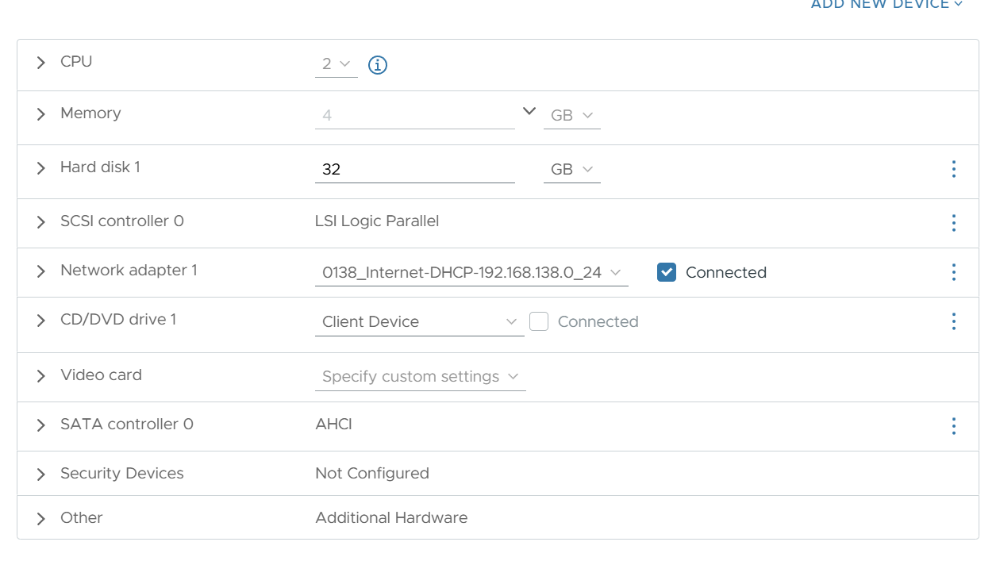 ADD NEW DEVICE
CPU 2
Memory 4 GB
Hard disk 1 32 GB
SCSI controller 0 LSI Logic Parallel
Network adapter 1 0138_Internet-DHCP-192.168.138.0_24 Connected
CD/DVD drive 1 Client Device Connected
Video card Specify custom settings
SATA controller 0 AHCI
Security Devices Not Configured
Other Additional Hardware